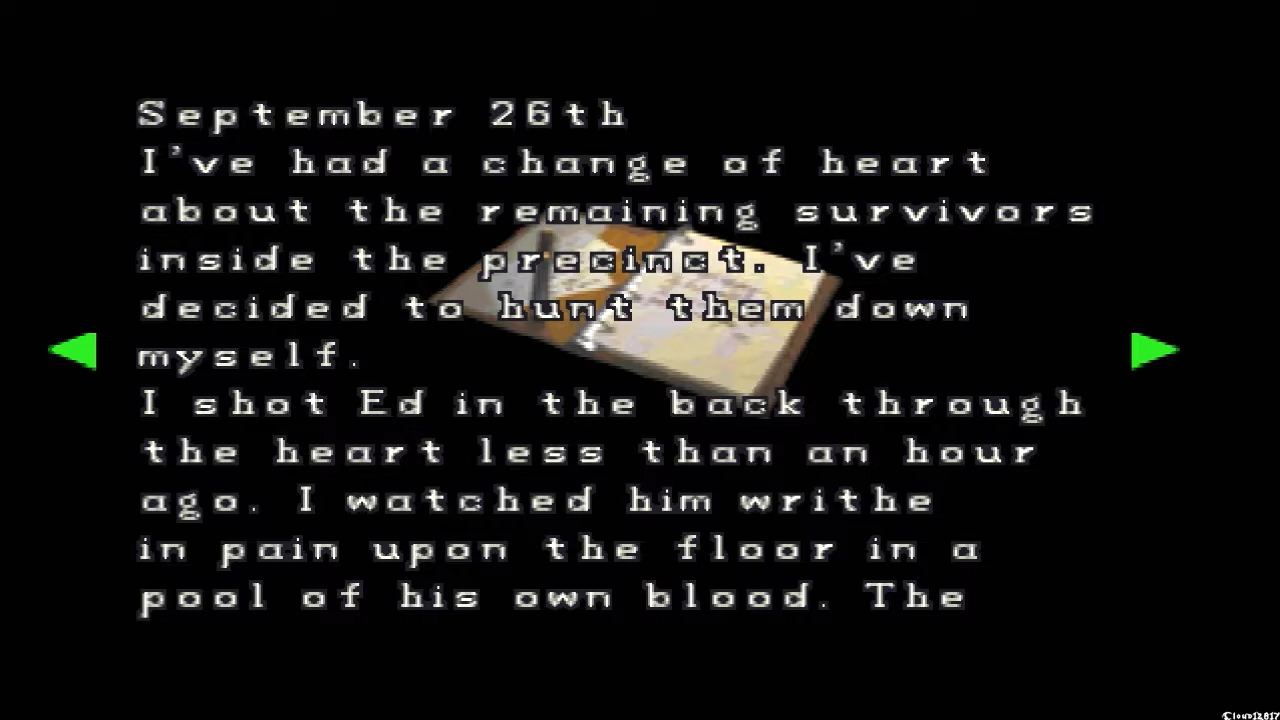 September 26th
I've had a change of heart
about the remaining survivors
inside the precinct. I've
decided to hunt them down
myself.
I shot Ed in the back through
the heart less than an hour
ago. I watched him writhe
in pain upon the floor in a
pool of his own blood. The